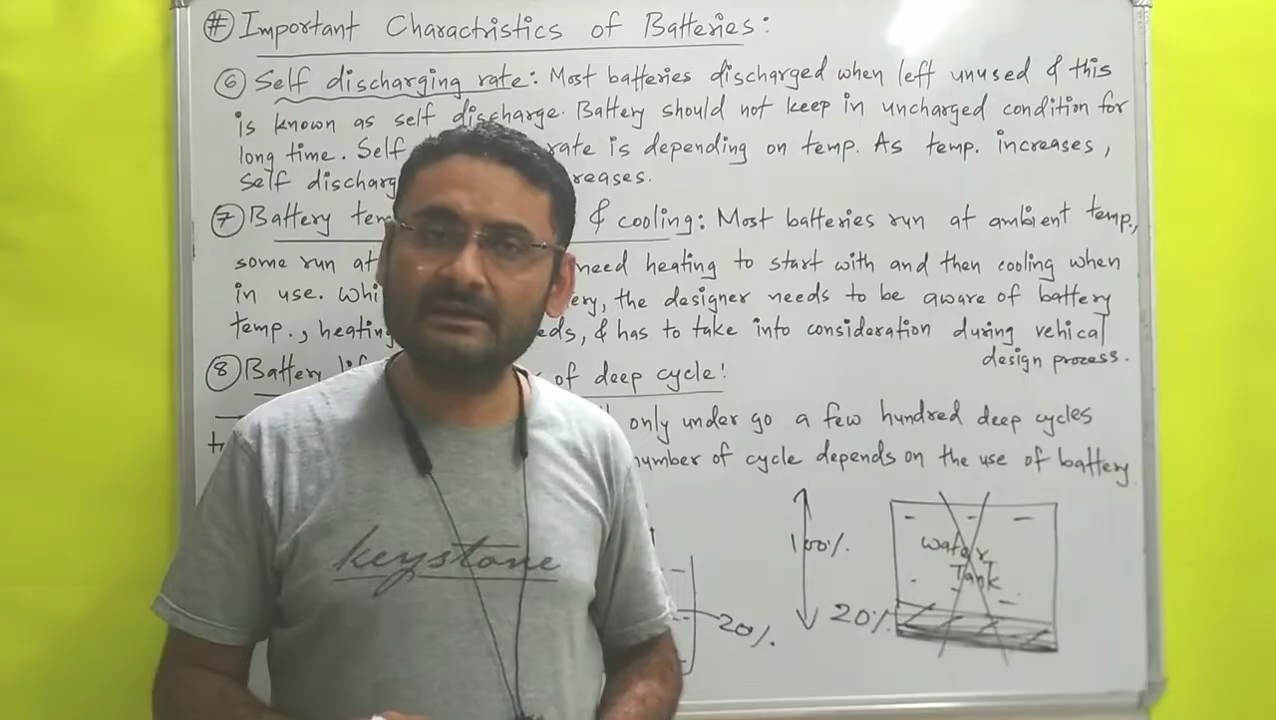 # Important Charactristics of Batteries:
6 Self discharging rate: Most batteries discharged when left unused & this
is known as self discharge. Battery should not keep in uncharged condition for
long time. Self rate is depending on temp. As temp. increases,
Self discharg reases.
7 Battery tem & cooling: Most batteries run at ambient temp.,
some run at need heating to start with and then cooling when
in use. Whi ery, the designer needs to be aware of battery
temp., heating eds, & has to take into consideration during vehical
design process.
8 Battery lif of deep cycle!
only under go a few hundred deep cycles
number of cycle depends on the use of battery
100%.
water
Tank
20%.
20%.
keystone